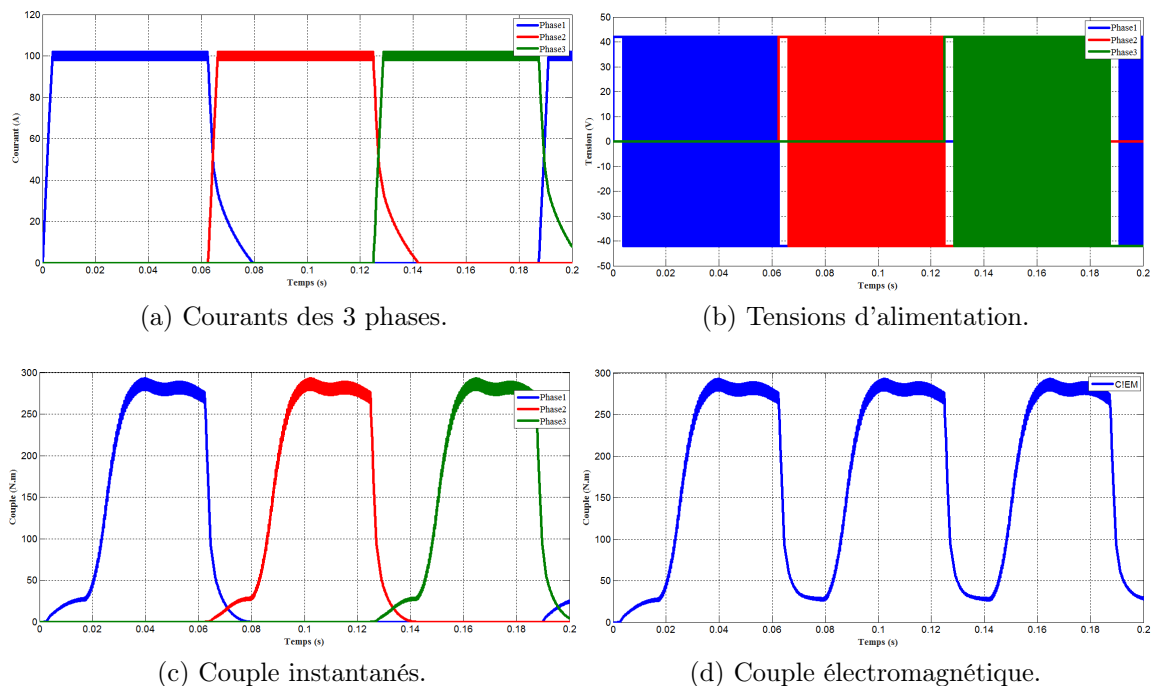 120
100
80
60
40
20
0
Courant (A)
0 0.02 0.04 0.06 0.08 0.1 0.12 0.14 0.16 0.18 0.2
Temps (s)
Phase1
Phase2
Phase3
(a) Courants des 3 phases.
50
40
30
20
10
0
-10
-20
-30
-40
-50
Tension (V)
0 0.02 0.04 0.06 0.08 0.1 0.12 0.14 0.16 0.18 0.2
Temps (s)
Phase1
Phase2
Phase3
(b) Tensions d'alimentation.
300
250
200
150
100
50
0
Couple (N.m)
0 0.02 0.04 0.06 0.08 0.1 0.12 0.14 0.16 0.18 0.2
Temps (s)
Phase1
Phase2
Phase3
(c) Couple instantanés.
300
250
200
150
100
50
0
Couple (N.m)
0 0.02 0.04 0.06 0.08 0.1 0.12 0.14 0.16 0.18 0.2
Temps (s)
(d) Couple électromagnétique.